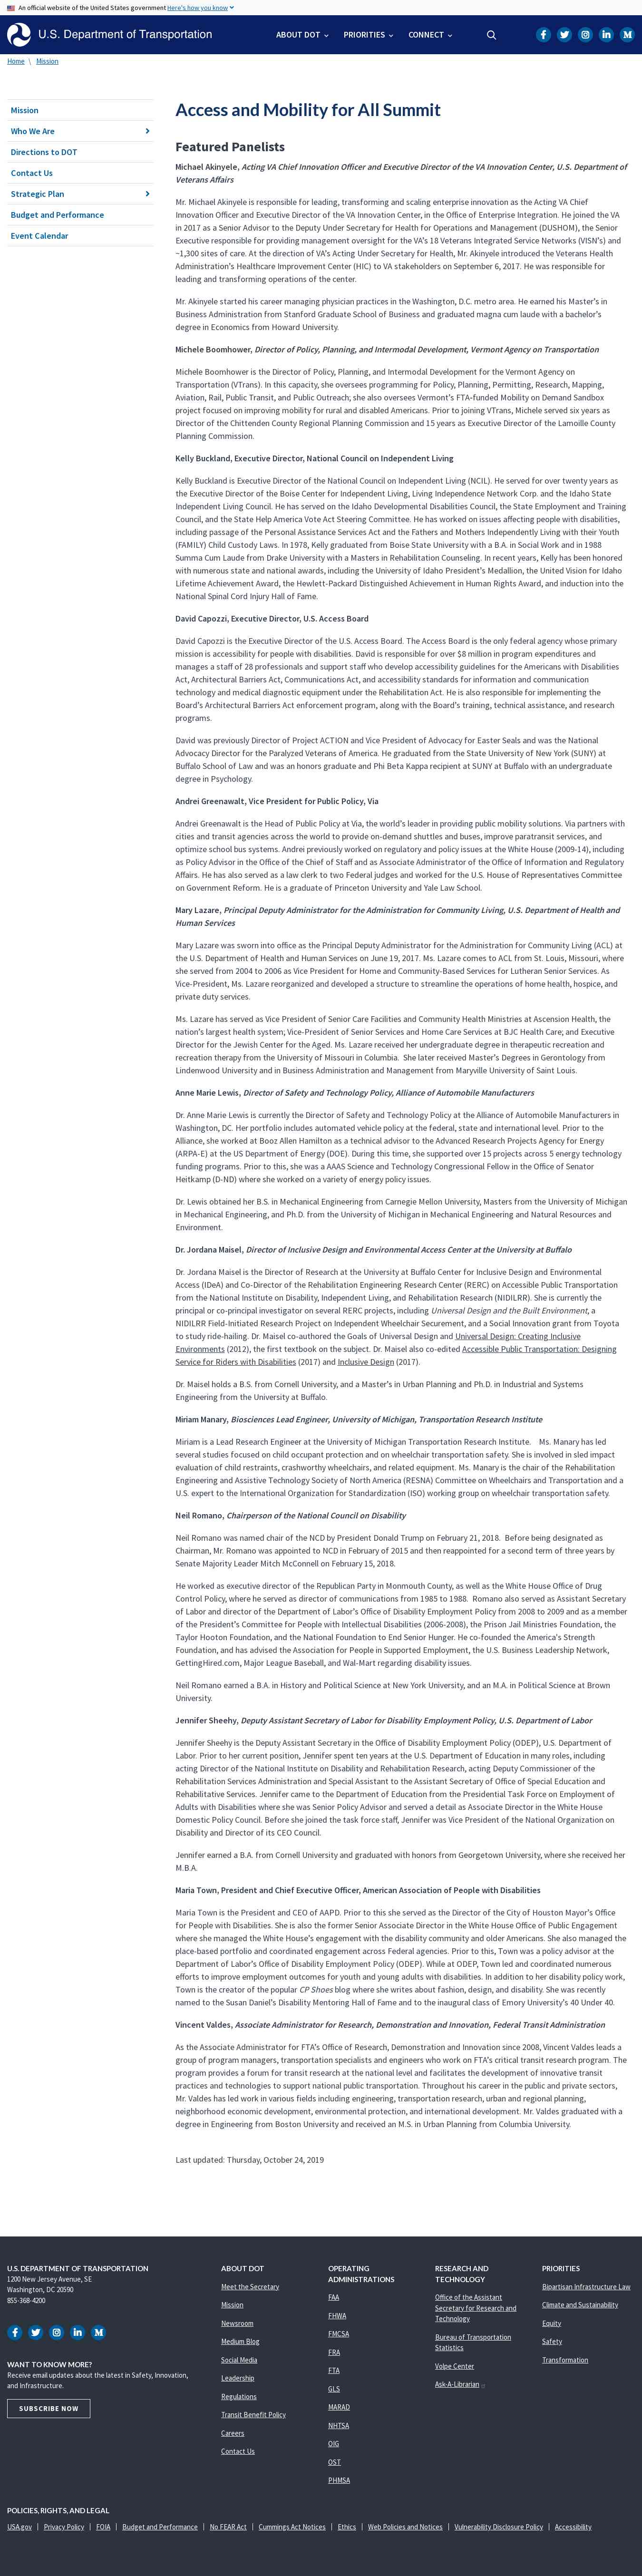 An official website of the United States government Here's how you know
U.S. Department of Transportation
ABOUT DOT
PRIORITIES
CONNECT
Home \ Mission
Mission
Who We Are
Directions to DOT
Contact Us
Strategic Plan
Budget and Performance
Event Calendar
Access and Mobility for All Summit
Featured Panelists
Michael Akinyele, Acting VA Chief Innovation Officer and Executive Director of the VA Innovation Center, U.S. Department of
Veterans Affairs
Mr. Michael Akinyele is responsible for leading, transforming and scaling enterprise innovation as the Acting VA Chief
Innovation Officer and Executive Director of the VA Innovation Center, in the Office of Enterprise Integration. He joined the VA
in 2017 as a Senior Advisor to the Deputy Under Secretary for Health for Operations and Management (DUSHOM), the Senior
Executive responsible for providing management oversight for the VA's 18 Veterans Integrated Service Networks (VISN's) and
~1,300 sites of care. At the direction of VA's Acting Under Secretary for Health, Mr. Akinyele introduced the Veterans Health
Administration's Healthcare Improvement Center (HIC) to VA stakeholders on September 6, 2017. He was responsible for
leading and transforming operations of the center.
Mr. Akinyele started his career managing physician practices in the Washington, D.C. metro area. He earned his Master's in
Business Administration from Stanford Graduate School of Business and graduated magna cum laude with a bachelor's
degree in Economics from Howard University.
Michele Boomhower, Director of Policy, Planning, and Intermodal Development, Vermont Agency on Transportation
Michele Boomhower is the Director of Policy, Planning, and Intermodal Development for the Vermont Agency on
Transportation (VTrans). In this capacity, she oversees programming for Policy, Planning, Permitting, Research, Mapping,
Aviation, Rail, Public Transit, and Public Outreach; she also oversees Vermont's FTA-funded Mobility on Demand Sandbox
project focused on improving mobility for rural and disabled Americans. Prior to joining VTrans, Michele served six years as
Director of the Chittenden County Regional Planning Commission and 15 years as Executive Director of the Lamoille County
Planning Commission.
Kelly Buckland, Executive Director, National Council on Independent Living
Kelly Buckland is Executive Director of the National Council on Independent Living (NCIL). He served for over twenty years as
the Executive Director of the Boise Center for Independent Living, Living Independence Network Corp. and the Idaho State
Independent Living Council. He has served on the Idaho Developmental Disabilities Council, the State Employment and Training
Council, and the State Help America Vote Act Steering Committee. He has worked on issues affecting people with disabilities,
including passage of the Personal Assistance Services Act and the Fathers and Mothers Independently Living with their Youth
(FAMILY) Child Custody Laws. In 1978, Kelly graduated from Boise State University with a B.A. in Social Work and in 1988
Summa Cum Laude from Drake University with a Masters in Rehabilitation Counseling. In recent years, Kelly has been honored
with numerous state and national awards, including the University of Idaho President's Medallion, the United Vision for Idaho
Lifetime Achievement Award, the Hewlett-Packard Distinguished Achievement in Human Rights Award, and induction into the
National Spinal Cord Injury Hall of Fame.
David Capozzi, Executive Director, U.S. Access Board
David Capozzi is the Executive Director of the U.S. Access Board. The Access Board is the only federal agency whose primary
mission is accessibility for people with disabilities. David is responsible for over $8 million in program expenditures and
manages a staff of 28 professionals and support staff who develop accessibility guidelines for the Americans with Disabilities
Act, Architectural Barriers Act, Communications Act, and accessibility standards for information and communication
technology and medical diagnostic equipment under the Rehabilitation Act. He is also responsible for implementing the
Board's Architectural Barriers Act enforcement program, along with the Board's training, technical assistance, and research
programs.
David was previously Director of Project ACTION and Vice President of Advocacy for Easter Seals and was the National
Advocacy Director for the Paralyzed Veterans of America. He graduated from the State University of New York (SUNY) at
Buffalo School of Law and was an honors graduate and Phi Beta Kappa recipient at SUNY at Buffalo with an undergraduate
degree in Psychology.
Andrei Greenawalt, Vice President for Public Policy, Via
Andrei Greenawalt is the Head of Public Policy at Via, the world's leader in providing public mobility solutions. Via partners with
cities and transit agencies across the world to provide on-demand shuttles and buses, improve paratransit services, and
optimize school bus systems. Andrei previously worked on regulatory and policy issues at the White House (2009-14), including
as Policy Advisor in the Office of the Chief of Staff and as Associate Administrator of the Office of Information and Regulatory
Affairs. He has also served as a law clerk to two Federal judges and worked for the U.S. House of Representatives Committee
on Government Reform. He is a graduate of Princeton University and Yale Law School.
Mary Lazare, Principal Deputy Administrator for the Administration for Community Living, U.S. Department of Health and
Human Services
Mary Lazare was sworn into office as the Principal Deputy Administrator for the Administration for Community Living (ACL) at
the U.S. Department of Health and Human Services on June 19, 2017. Ms. Lazare comes to ACL from St. Louis, Missouri, where
she served from 2004 to 2006 as Vice President for Home and Community-Based Services for Lutheran Senior Services. As
Vice-President, Ms. Lazare reorganized and developed a structure to streamline the operations of home health, hospice, and
private duty services.
Ms. Lazare has served as Vice President of Senior Care Facilities and Community Health Ministries at Ascension Health, the
nation's largest health system; Vice-President of Senior Services and Home Care Services at BJC Health Care; and Executive
Director for the Jewish Center for the Aged. Ms. Lazare received her undergraduate degree in therapeutic recreation and
recreation therapy from the University of Missouri in Columbia.  She later received Master's Degrees in Gerontology from
Lindenwood University and in Business Administration and Management from Maryville University of Saint Louis.
Anne Marie Lewis, Director of Safety and Technology Policy, Alliance of Automobile Manufacturers
Dr. Anne Marie Lewis is currently the Director of Safety and Technology Policy at the Alliance of Automobile Manufacturers in
Washington, DC. Her portfolio includes automated vehicle policy at the federal, state and international level. Prior to the
Alliance, she worked at Booz Allen Hamilton as a technical advisor to the Advanced Research Projects Agency for Energy
(ARPA-E) at the US Department of Energy (DOE). During this time, she supported over 15 projects across 5 energy technology
funding programs. Prior to this, she was a AAAS Science and Technology Congressional Fellow in the Office of Senator
Heitkamp (D-ND) where she worked on a variety of energy policy issues.
Dr. Lewis obtained her B.S. in Mechanical Engineering from Carnegie Mellon University, Masters from the University of Michigan
in Mechanical Engineering, and Ph.D. from the University of Michigan in Mechanical Engineering and Natural Resources and
Environment.
Dr. Jordana Maisel, Director of Inclusive Design and Environmental Access Center at the University at Buffalo
Dr. Jordana Maisel is the Director of Research at the University at Buffalo Center for Inclusive Design and Environmental
Access (IDeA) and Co-Director of the Rehabilitation Engineering Research Center (RERC) on Accessible Public Transportation
from the National Institute on Disability, Independent Living, and Rehabilitation Research (NIDILRR). She is currently the
principal or co-principal investigator on several RERC projects, including Universal Design and the Built Environment, a
NIDILRR Field-Initiated Research Project on Independent Wheelchair Securement, and a Social Innovation grant from Toyota
to study ride-hailing. Dr. Maisel co-authored the Goals of Universal Design and Universal Design: Creating Inclusive
Environments (2012), the first textbook on the subject. Dr. Maisel also co-edited Accessible Public Transportation: Designing
Service for Riders with Disabilities (2017) and Inclusive Design (2017).
Dr. Maisel holds a B.S. from Cornell University, and a Master's in Urban Planning and Ph.D. in Industrial and Systems
Engineering from the University at Buffalo.
Miriam Manary, Biosciences Lead Engineer, University of Michigan, Transportation Research Institute
Miriam is a Lead Research Engineer at the University of Michigan Transportation Research Institute.    Ms. Manary has led
several studies focused on child occupant protection and on wheelchair transportation safety. She is involved in safe impact
evaluation of child restraints, crashworthy wheelchairs, and related equipment. Ms. Manary is the chair of the Rehabilitation
Engineering and Assistive Technology Society of North America (RESNA) Committee on Wheelchairs and Transportation and a
U.S. expert to the International Organization for Standardization (ISO) working group on wheelchair transportation safety.
Neil Romano, Chairperson of the National Council on Disability
Neil Romano was named chair of the NCD by President Donald Trump on February 21, 2018.  Before being designated as
Chairman, Mr. Romano was appointed to NCD in February of 2015 and then reappointed for a second term of three years by
Senate Majority Leader Mitch McConnell on February 15, 2018.
He worked as executive director of the Republican Party in Monmouth County, as well as the White House Office of Drug
Control Policy, where he served as director of communications from 1985 to 1988.  Romano also served as Assistant Secretary
of Labor and director of the Department of Labor's Office of Disability Employment Policy from 2008 to 2009 and as a member
of the President's Committee for People with Intellectual Disabilities (2006-2008), the Prison Jail Ministries Foundation, the
Taylor Hooton Foundation, and the National Foundation to End Senior Hunger. He co-founded the America's Strength
Foundation, and has advised the Association for People in Supported Employment, the U.S. Business Leadership Network,
GettingHired.com, Major League Baseball, and Wal-Mart regarding disability issues.
Neil Romano earned a B.A. in History and Political Science at New York University, and an M.A. in Political Science at Brown
University.
Jennifer Sheehy, Deputy Assistant Secretary of Labor for Disability Employment Policy, U.S. Department of Labor
Jennifer Sheehy is the Deputy Assistant Secretary in the Office of Disability Employment Policy (ODEP), U.S. Department of
Labor. Prior to her current position, Jennifer spent ten years at the U.S. Department of Education in many roles, including
acting Director of the National Institute on Disability and Rehabilitation Research, acting Deputy Commissioner of the
Rehabilitation Services Administration and Special Assistant to the Assistant Secretary of Office of Special Education and
Rehabilitative Services. Jennifer came to the Department of Education from the Presidential Task Force on Employment of
Adults with Disabilities where she was Senior Policy Advisor and served a detail as Associate Director in the White House
Domestic Policy Council. Before she joined the task force staff, Jennifer was Vice President of the National Organization on
Disability and Director of its CEO Council.
Jennifer earned a B.A. from Cornell University and graduated with honors from Georgetown University, where she received her
M.B.A.
Maria Town, President and Chief Executive Officer, American Association of People with Disabilities
Maria Town is the President and CEO of AAPD. Prior to this she served as the Director of the City of Houston Mayor's Office
for People with Disabilities. She is also the former Senior Associate Director in the White House Office of Public Engagement
where she managed the White House's engagement with the disability community and older Americans. She also managed the
place-based portfolio and coordinated engagement across Federal agencies. Prior to this, Town was a policy advisor at the
Department of Labor's Office of Disability Employment Policy (ODEP). While at ODEP, Town led and coordinated numerous
efforts to improve employment outcomes for youth and young adults with disabilities. In addition to her disability policy work,
Town is the creator of the popular CP Shoes blog where she writes about fashion, design, and disability. She was recently
named to the Susan Daniel's Disability Mentoring Hall of Fame and to the inaugural class of Emory University's 40 Under 40.
Vincent Valdes, Associate Administrator for Research, Demonstration and Innovation, Federal Transit Administration
As the Associate Administrator for FTA's Office of Research, Demonstration and Innovation since 2008, Vincent Valdes leads a
group of program managers, transportation specialists and engineers who work on FTA's critical transit research program. The
program provides a forum for transit research at the national level and facilitates the development of innovative transit
practices and technologies to support national public transportation. Throughout his career in the public and private sectors,
Mr. Valdes has led work in various fields including engineering, transportation research, urban and regional planning,
neighborhood economic development, environmental protection, and international development. Mr. Valdes graduated with a
degree in Engineering from Boston University and received an M.S. in Urban Planning from Columbia University.
Last updated: Thursday, October 24, 2019
U.S. DEPARTMENT OF TRANSPORTATION
1200 New Jersey Avenue, SE
Washington, DC 20590
855-368-4200
WANT TO KNOW MORE?
Receive email updates about the latest in Safety, Innovation,
and Infrastructure.
SUBSCRIBE NOW
ABOUT DOT
Meet the Secretary
Mission
Newsroom
Medium Blog
Social Media
Leadership
Regulations
Transit Benefit Policy
Careers
Contact Us
OPERATING
ADMINISTRATIONS
FAA
FHWA
FMCSA
FRA
FTA
GLS
MARAD
NHTSA
OIG
OST
PHMSA
RESEARCH AND
TECHNOLOGY
Office of the Assistant
Secretary for Research and
Technology
Bureau of Transportation
Statistics
Volpe Center
Ask-A-Librarian
PRIORITIES
Bipartisan Infrastructure Law
Climate and Sustainability
Equity
Safety
Transformation
POLICIES, RIGHTS, AND LEGAL
USA.gov | Privacy Policy | FOIA | Budget and Performance | No FEAR Act | Cummings Act Notices | Ethics | Web Policies and Notices | Vulnerability Disclosure Policy | Accessibility